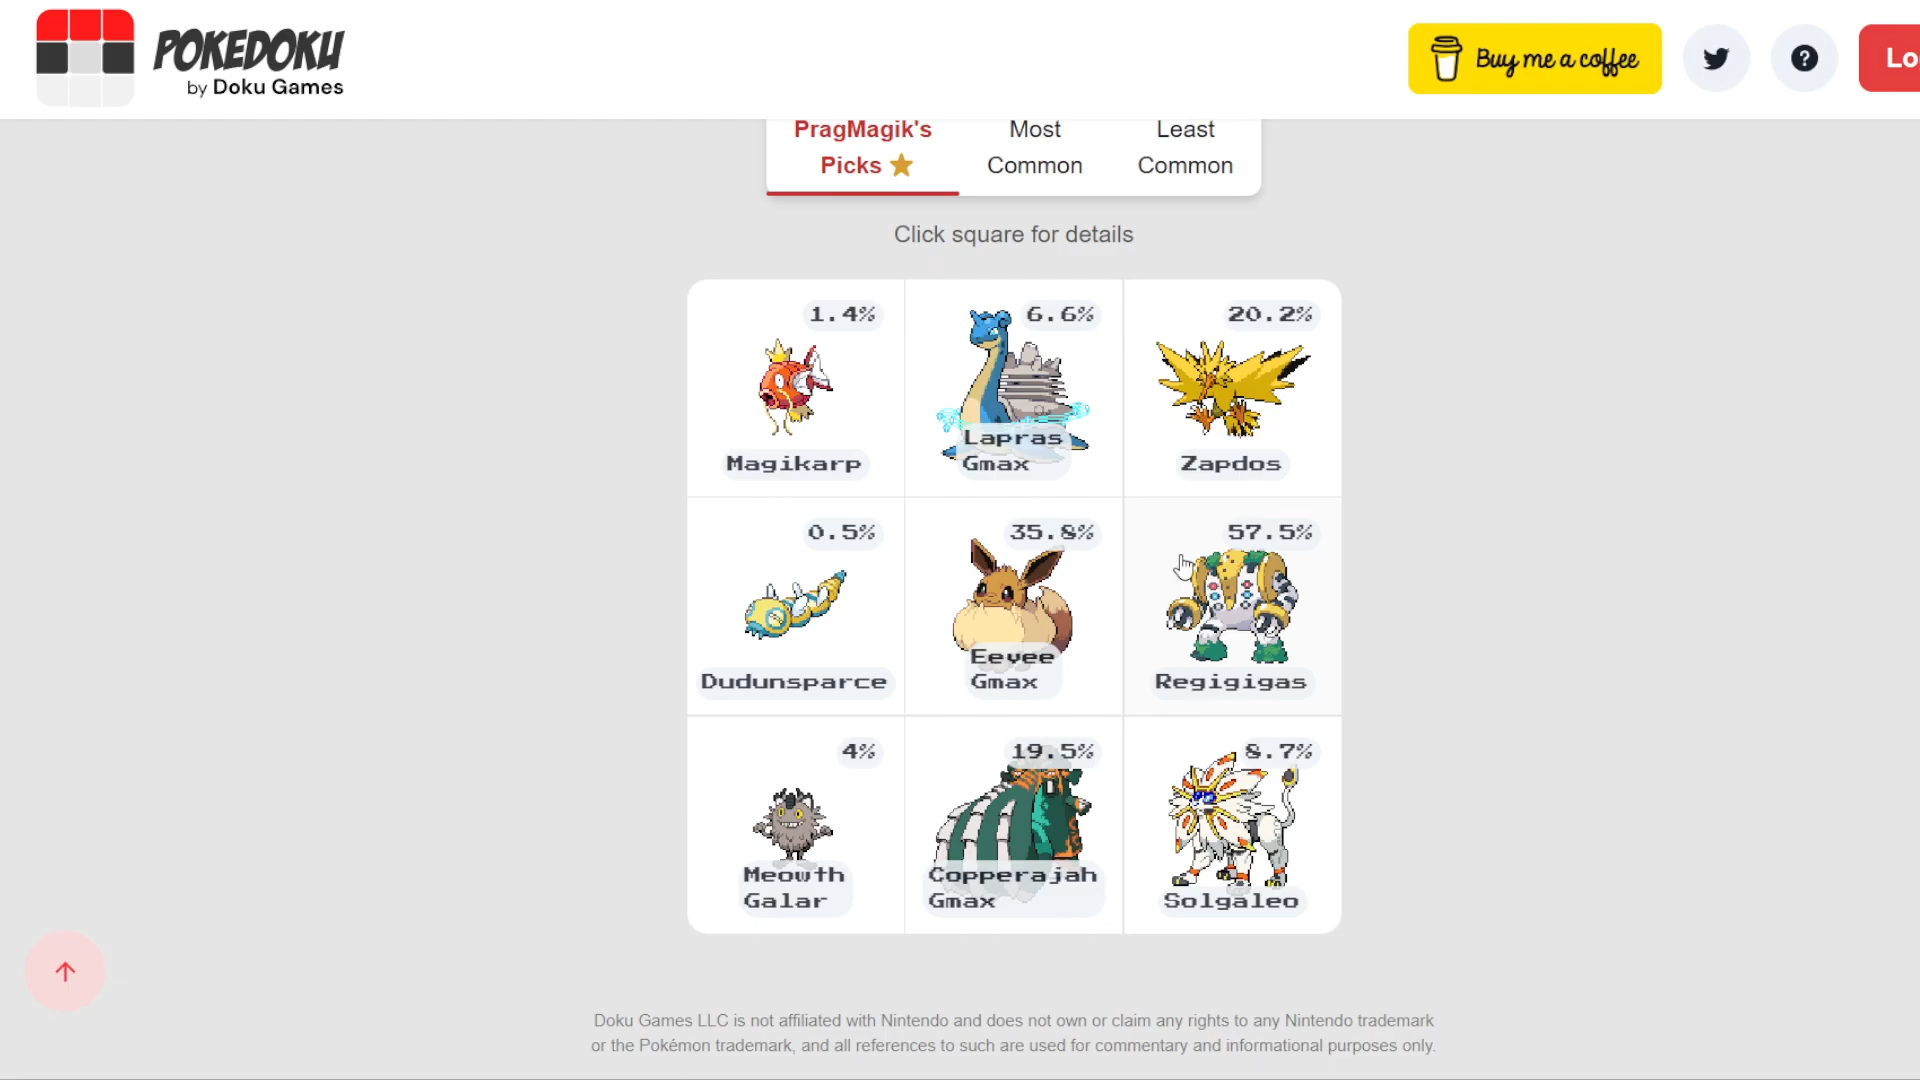 POKEDOKU
by Doku Games
Buy me a coffee
Lo
PragMagik's
Picks
Most
Common
Least
Common
Click square for details
1.4%
Magikarp
6.6%
Lapras
Gmax
20.2%
Zapdos
0.5%
Dudunsparce
35.8%
Eevee
Gmax
57.5%
Regigigas
4%
Meowth
Galar
19.5%
Copperajah
Gmax
8.7%
Solgaleo
Doku Games LLC is not affiliated with Nintendo and does not own or claim any rights to any Nintendo trademark
or the Pokémon trademark, and all references to such are used for commentary and informational purposes only.